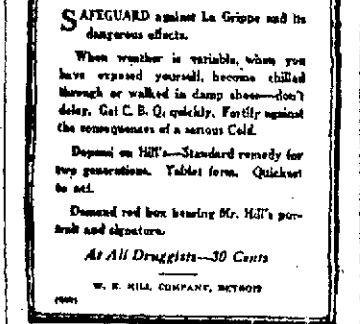 SAFEGUARD against La Grippe and its
dangerous effects.
When weather is variable, when you
have exposed yourself, become chilled
through or walked in damp shoes—don't
delay. Get C. B. Q. quickly. Fortify against
the consequences of a serious Cold.
Depend on Hill's—Standard remedy for
two generations. Tablet form. Quickest
to act.
Demand red box bearing Mr. Hill's por-
trait and signature.
At All Druggists—30 Cents
W. H. HILL COMPANY, DETROIT